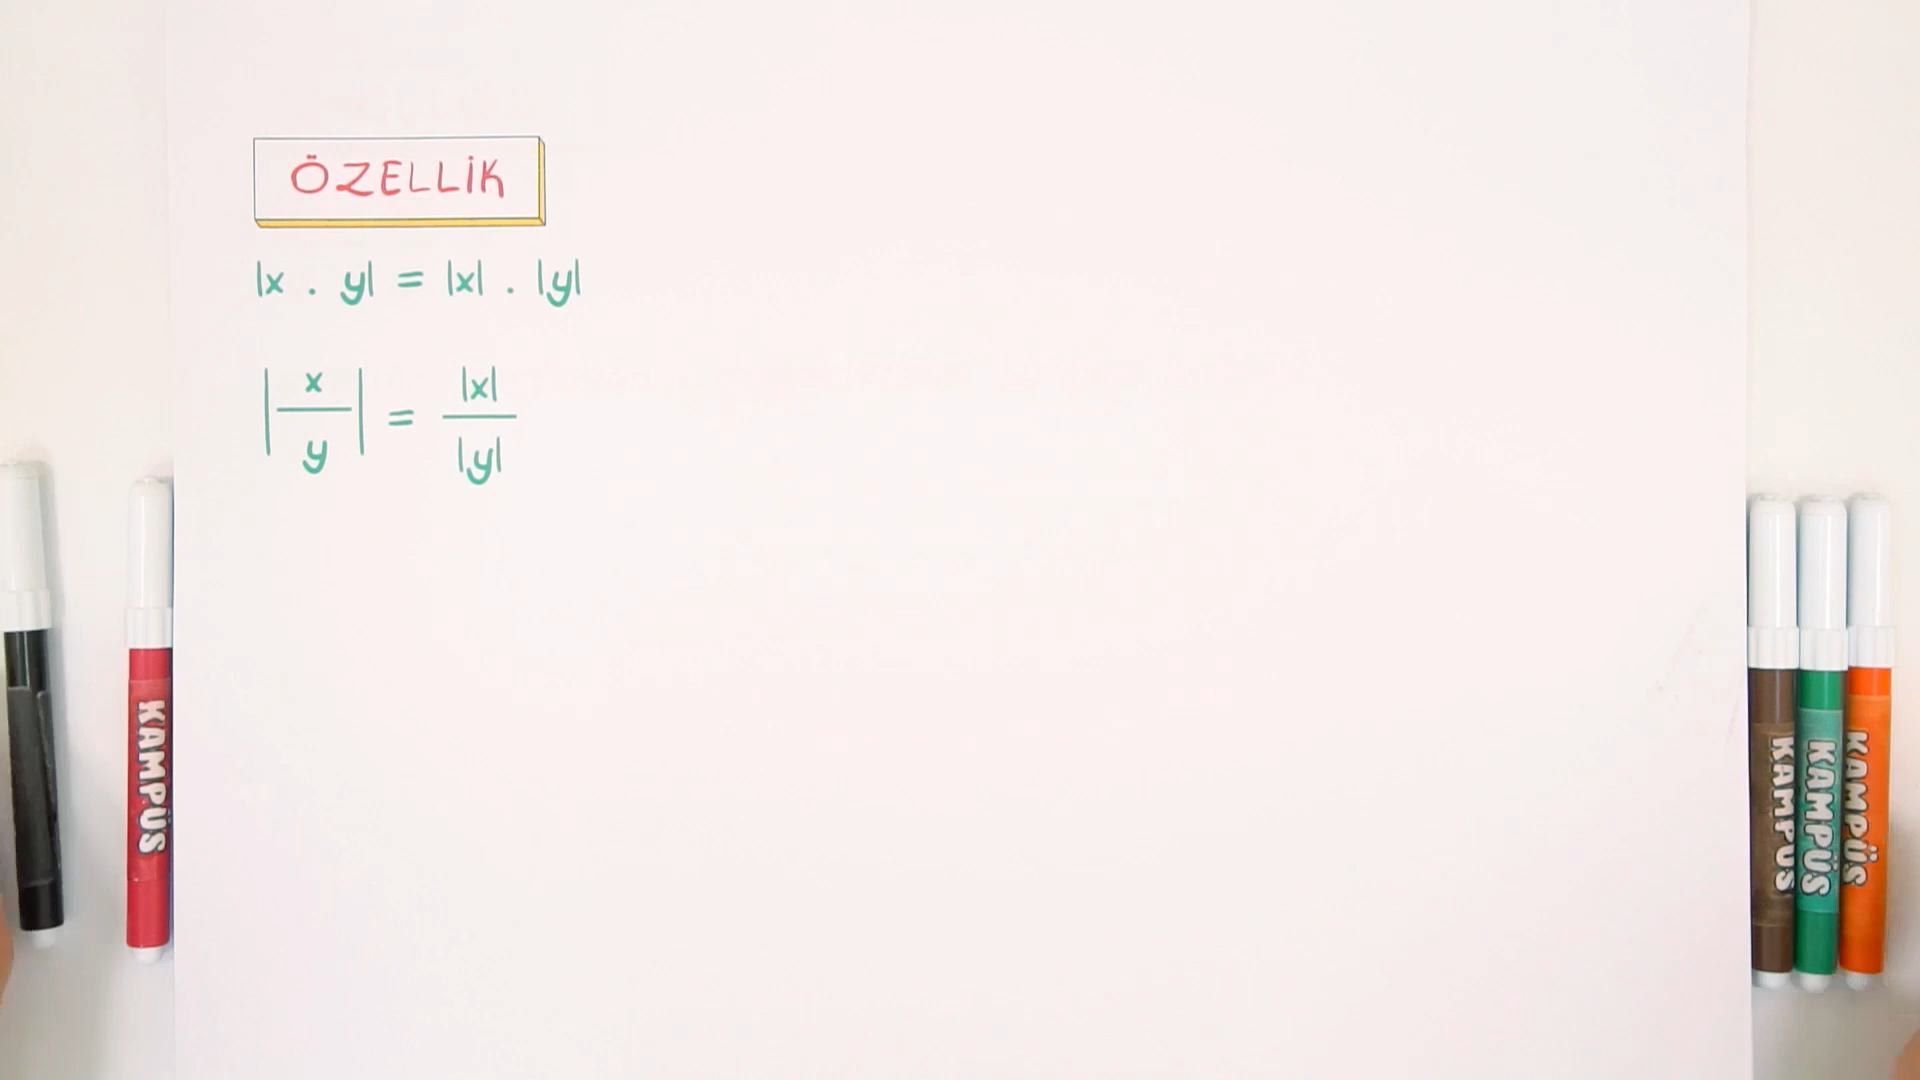 ÖZELLİK
|x . y| = |x| . |y|
|x/y| = |x|/|y|
KAMPÜS
KAMPÜS
KAMPÜS
KAMPÜS